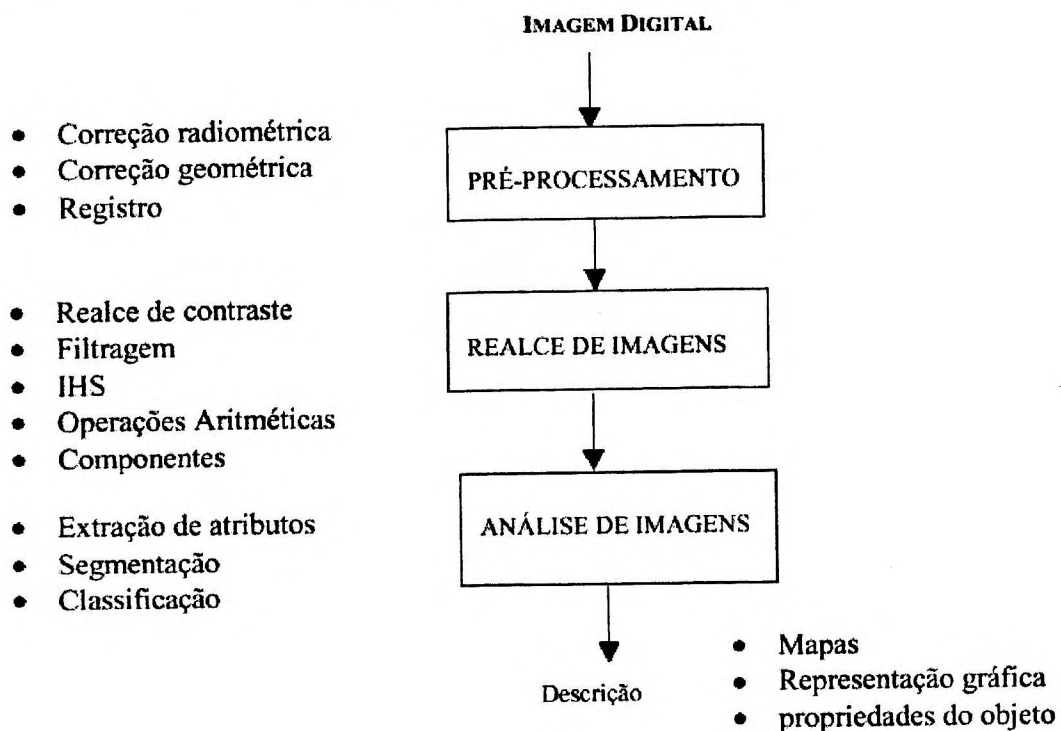 IMAGEM DIGITAL
• Correção radiométrica
• Correção geométrica
• Registro
PRÉ-PROCESSAMENTO
• Realce de contraste
• Filtragem
• IHS
• Operações Aritméticas
• Componentes
REALCE DE IMAGENS
• Extração de atributos
• Segmentação
• Classificação
ANÁLISE DE IMAGENS
Descrição
• Mapas
• Representação gráfica
• propriedades do objeto